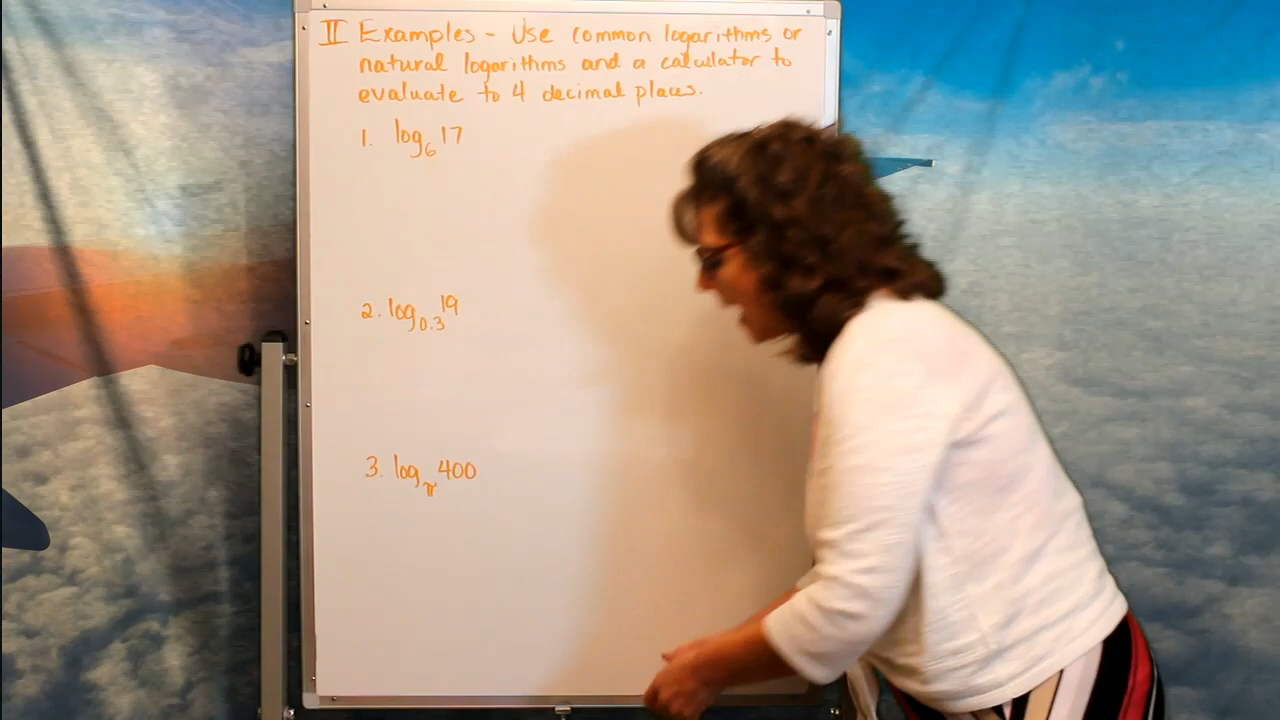 II Examples - Use common logarithms or
natural logarithms and a calculator to
evaluate to 4 decimal places.
1. log₆ 17
2. log₀.₃ 19
3. log_π 400